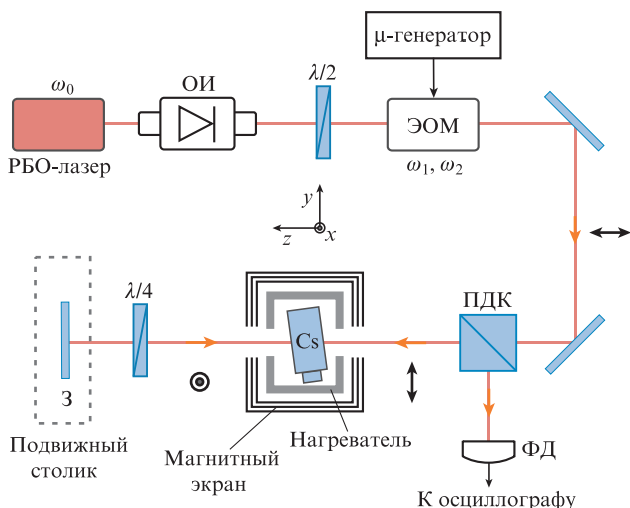 μ-генератор
ω₀
ОИ
λ/2
ЭОМ
РБО-лазер
ω₁, ω₂
y
z
x
λ/4
ПДК
Cs
З
Нагреватель
ФД
Подвижный
столик
Магнитный
экран
К осциллографу